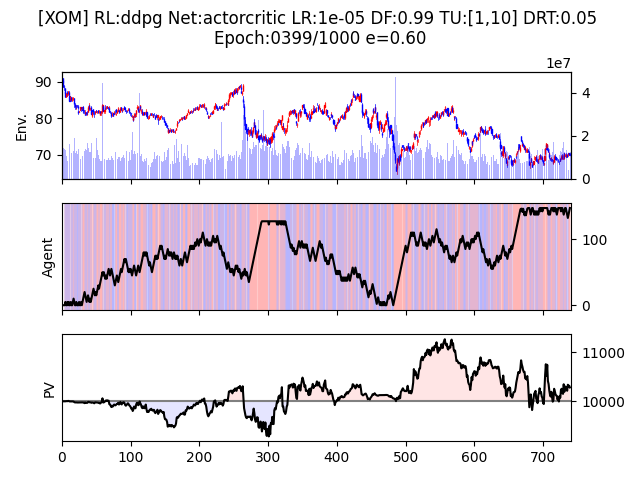 [XOM] RL:ddpg Net:actorcritic LR:1e-05 DF:0.99 TU:[1,10] DRT:0.05
Epoch:0399/1000 e=0.60
1e7
90
80
70
Env.
4
2
0
Agent
100
0
PV
11000
10000
0 100 200 300 400 500 600 700